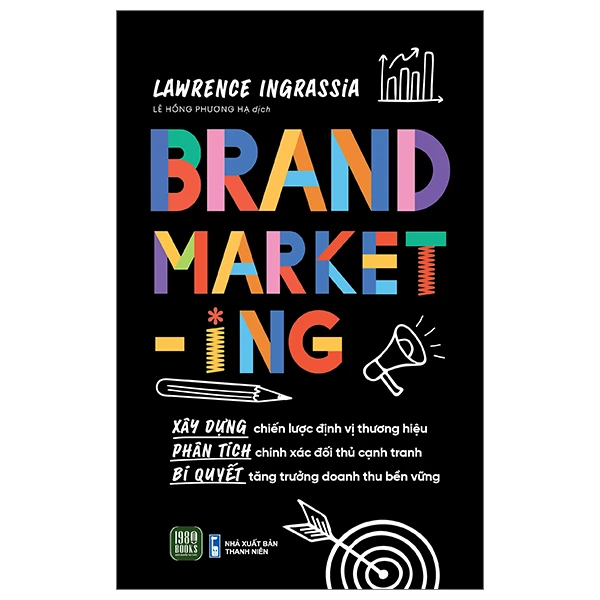 LAWRENCE INGRASSIA
LÊ HỒNG PHƯƠNG HẠ dịch
BRAND
MARKET
-ING
XÂY DỰNG chiến lược định vị thương hiệu
PHÂN TÍCH chính xác đối thủ cạnh tranh
BÍ QUYẾT tăng trưởng doanh thu bền vững
1980
BOOKS
NHÀ XUẤT BẢN
THANH NIÊN